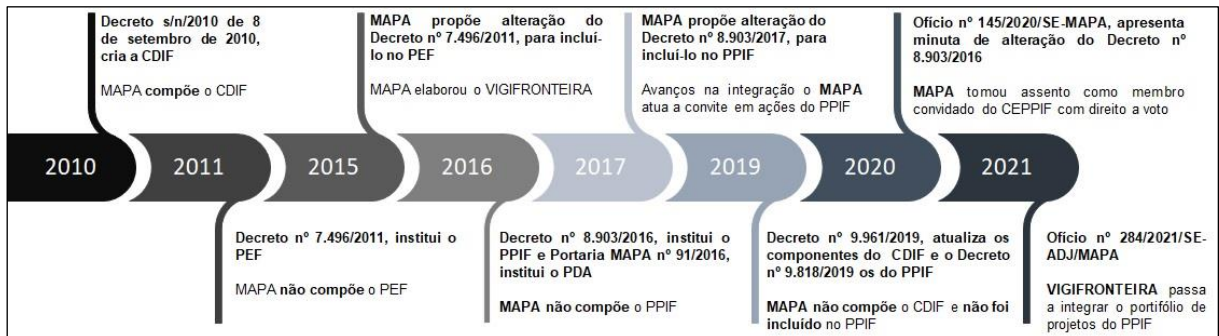 Decreto s/n/2010 de 8
de setembro de 2010,
cria a CDIF
MAPA compõe o CDIF
MAPA propõe alteração do
Decreto nº 7.496/2011, para incluí-
lo no PEF
MAPA elaborou o VIGIFRONTEIRA
MAPA propõe alteração do
Decreto nº 8.903/2017, para
incluí-lo no PPIF
Avanços na integração o MAPA
atua a convite em ações do PPIF
Ofício nº 145/2020/SE-MAPA, apresenta
minuta de alteração do Decreto nº
8.903/2016
MAPA tomou assento como membro
convidado do CEPPIF com direito a voto
2010
2011
2015
2016
2017
2019
2020
2021
Decreto nº 7.496/2011, institui o
PEF
MAPA não compõe o PEF
Decreto nº 8.903/2016, institui o
PPIF e Portaria MAPA nº 91/2016,
institui o PDA
MAPA não compõe o PPIF
Decreto nº 9.961/2019, atualiza os
componentes do CDIF e o Decreto
nº 9.818/2019 os do PPIF
MAPA não compõe o CDIF e não foi
incluído no PPIF
Ofício nº 284/2021/SE-
ADJ/MAPA
VIGIFRONTEIRA passa
a integrar o portifólio de
projetos do PPIF